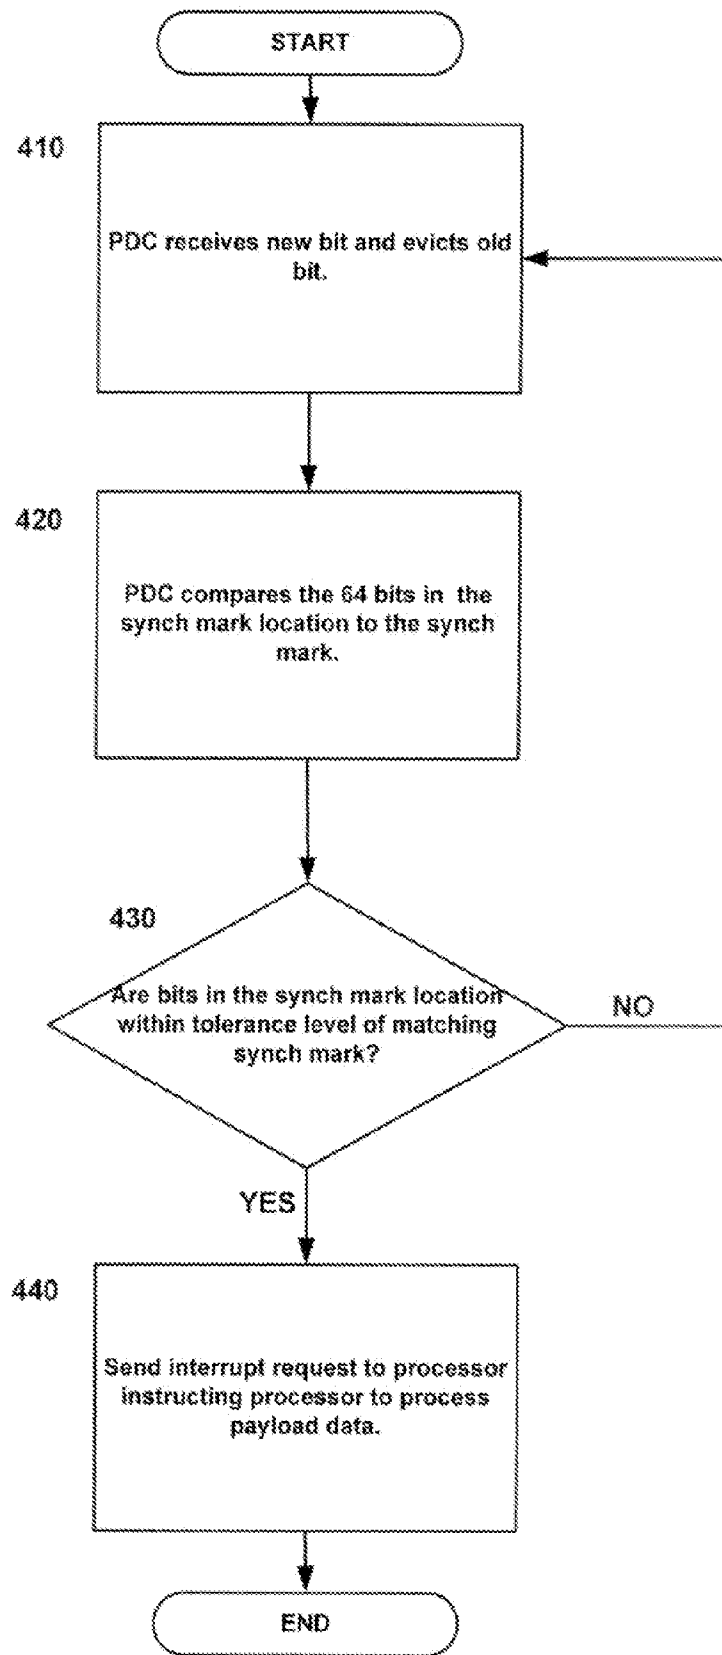 START
410
PDC receives new bit and evicts old
bit.
420
PDC compares the 64 bits in the
synch mark location to the synch
mark.
430
Are bits in the synch mark location
within tolerance level of matching
synch mark?
NO
YES
440
Send interrupt request to processor
instructing processor to process
payload data.
END